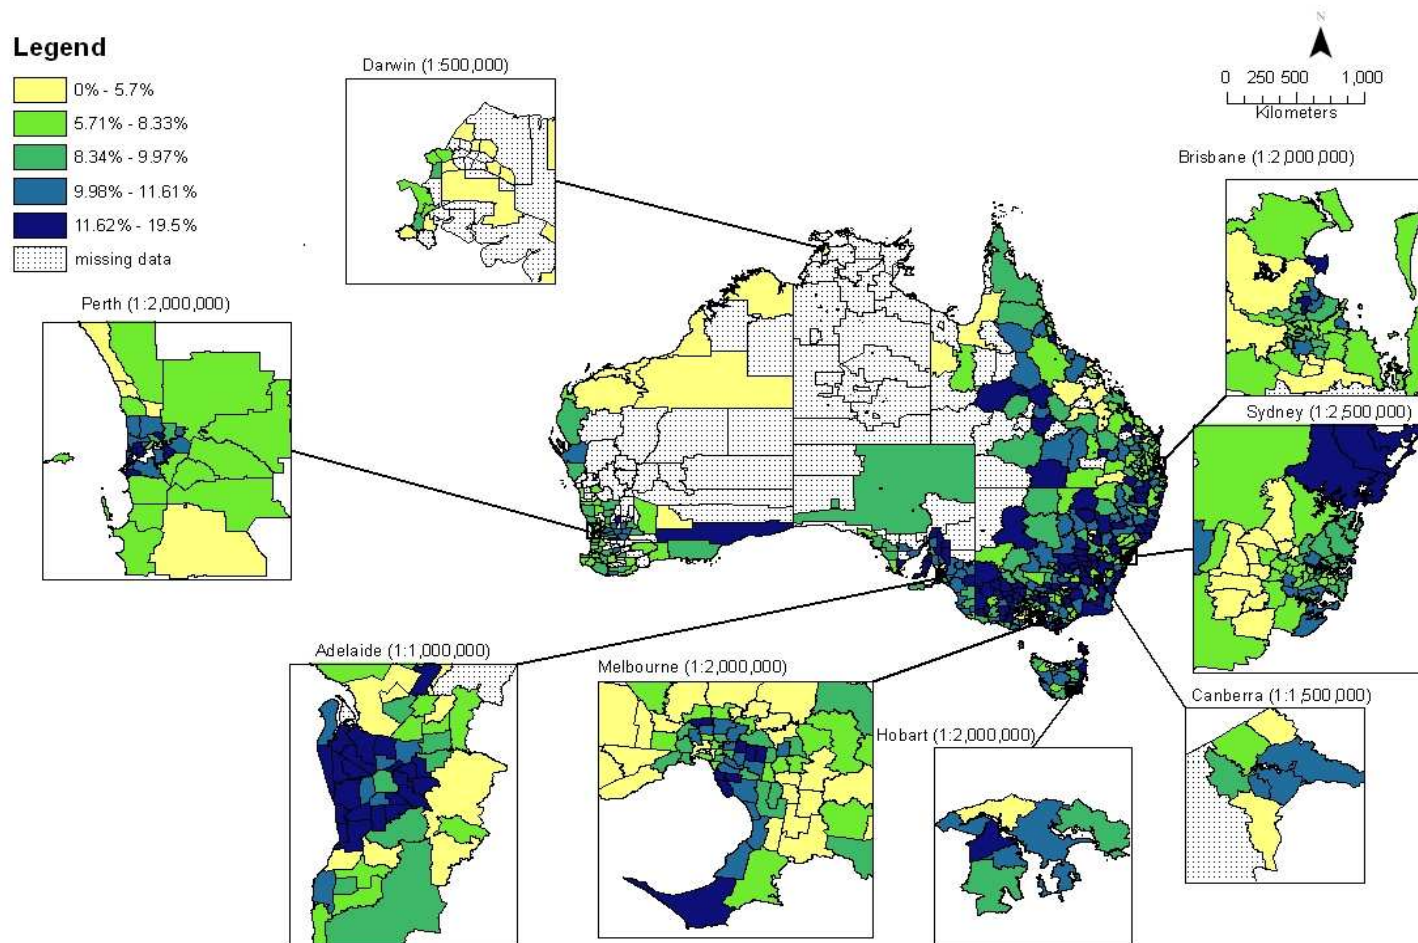 N
Legend
0% - 5.7%
5.71% - 8.33%
8.34% - 9.97%
9.98% - 11.61%
11.62% - 19.5%
missing data
Darwin (1:500,000)
0 250 500 1,000
Kilometers
Brisbane (1:2,000,000)
Perth (1:2,000,000)
Sydney (1:2,500,000)
Adelaide (1:1,000,000)
Melbourne (1:2,000,000)
Hobart (1:2,000,000)
Canberra (1:1,500,000)